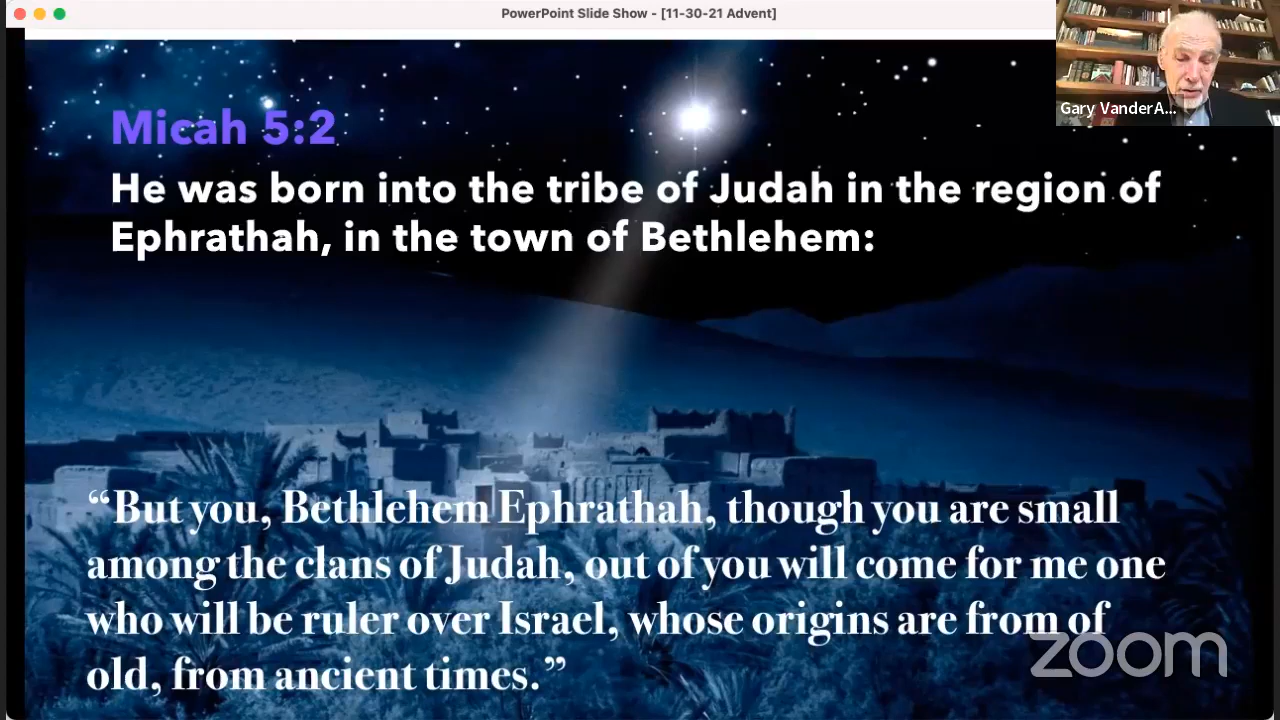 PowerPoint Slide Show - [11-30-21 Advent]
Gary VanderA...
Micah 5:2
He was born into the tribe of Judah in the region of
Ephrathah, in the town of Bethlehem:
“But you, Bethlehem Ephrathah, though you are small
among the clans of Judah, out of you will come for me one
who will be ruler over Israel, whose origins are from of
old, from ancient times.”
zoom